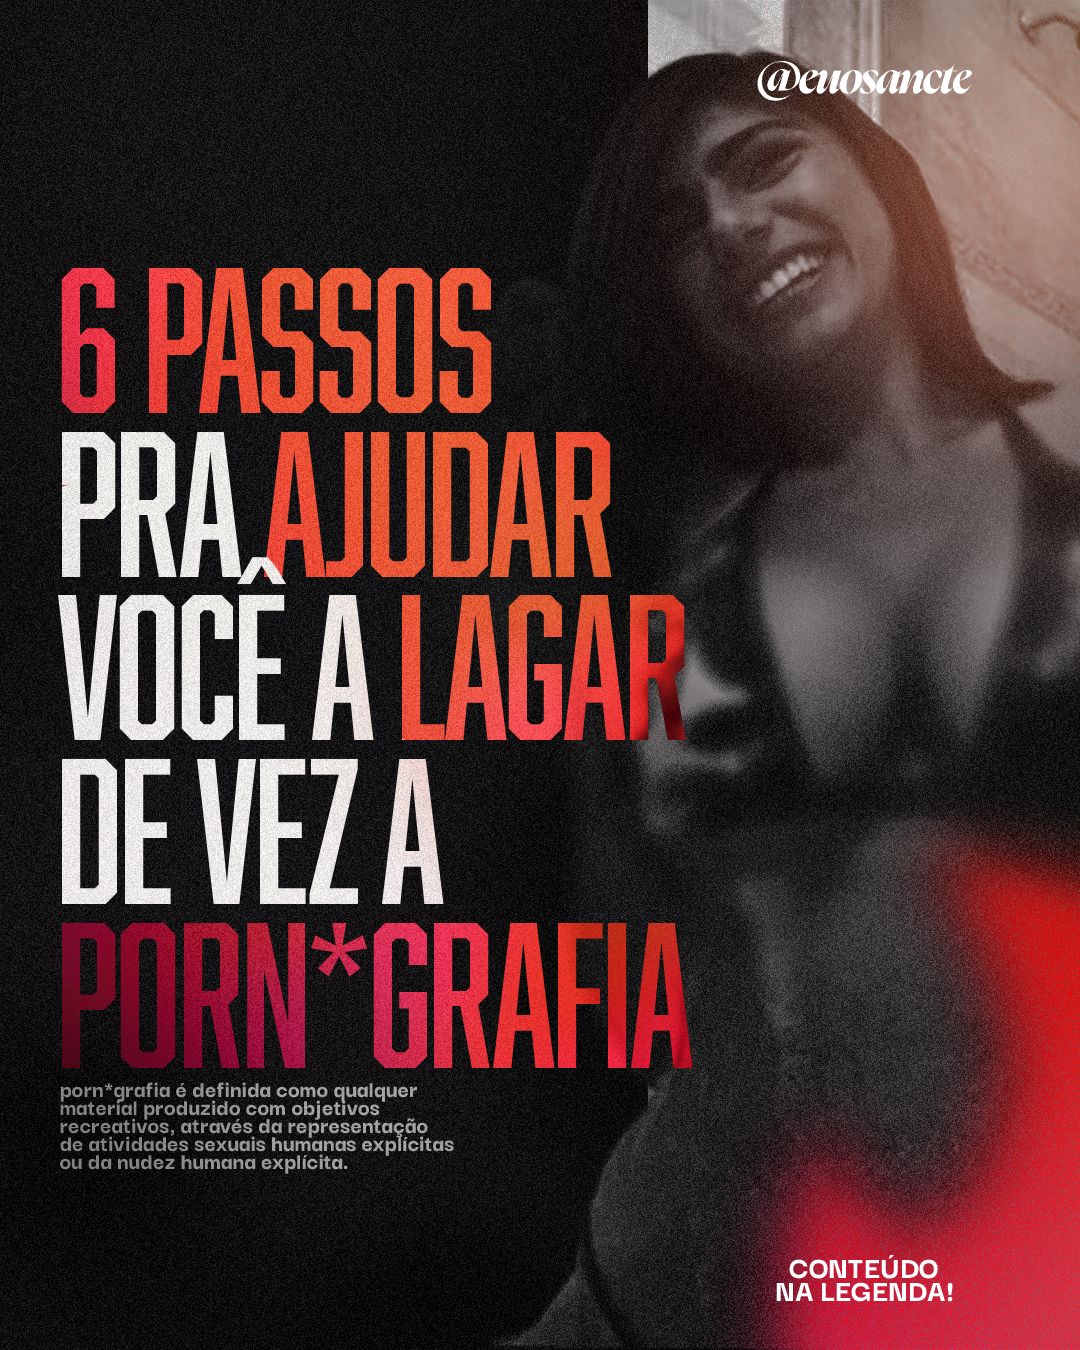 @euosancte
6 PASSOS
PRA AJUDAR
VOCÊ A LAGAR
DE VEZ A
PORN*GRAFIA
porn*grafia é definida como qualquer
material produzido com objetivos
recreativos, através da representação
de atividades sexuais humanas explícitas
ou da nudez humana explícita.
CONTEÚDO
NA LEGENDA!